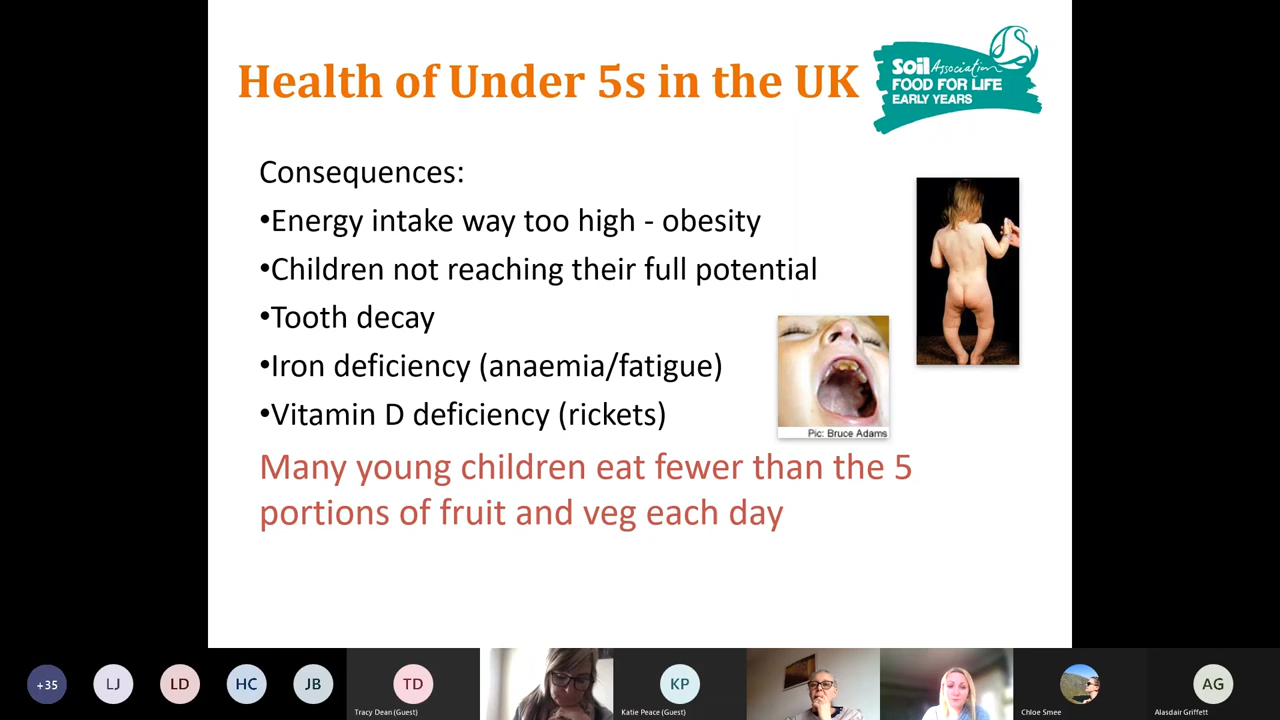 Health of Under 5s in the UK
Soil Association
FOOD FOR LIFE
EARLY YEARS
Consequences:
•Energy intake way too high - obesity
•Children not reaching their full potential
•Tooth decay
•Iron deficiency (anaemia/fatigue)
•Vitamin D deficiency (rickets)
Pic: Bruce Adams
Many young children eat fewer than the 5
portions of fruit and veg each day
+35
LJ
LD
HC
JB
TD
Tracy Dean (Guest)
KP
Katie Peace (Guest)
Chloe Smee
AG
Alasdair Griffett